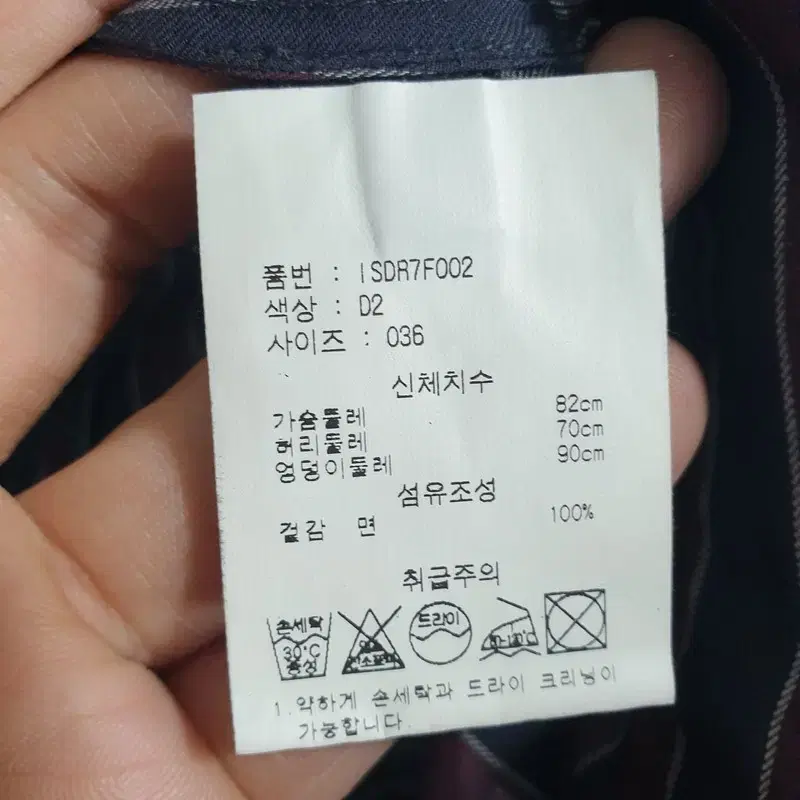 품번 : ISDR7F002
색상 : D2
사이즈 : 036
신체치수
가슴둘레 82cm
허리둘레 70cm
엉덩이둘레 90cm
섬유조성
겉감 면 100%
취급주의
손세탁 드라이
30°C
중성
1.약하게 손세탁과 드라이 크리닝이
가능합니다.